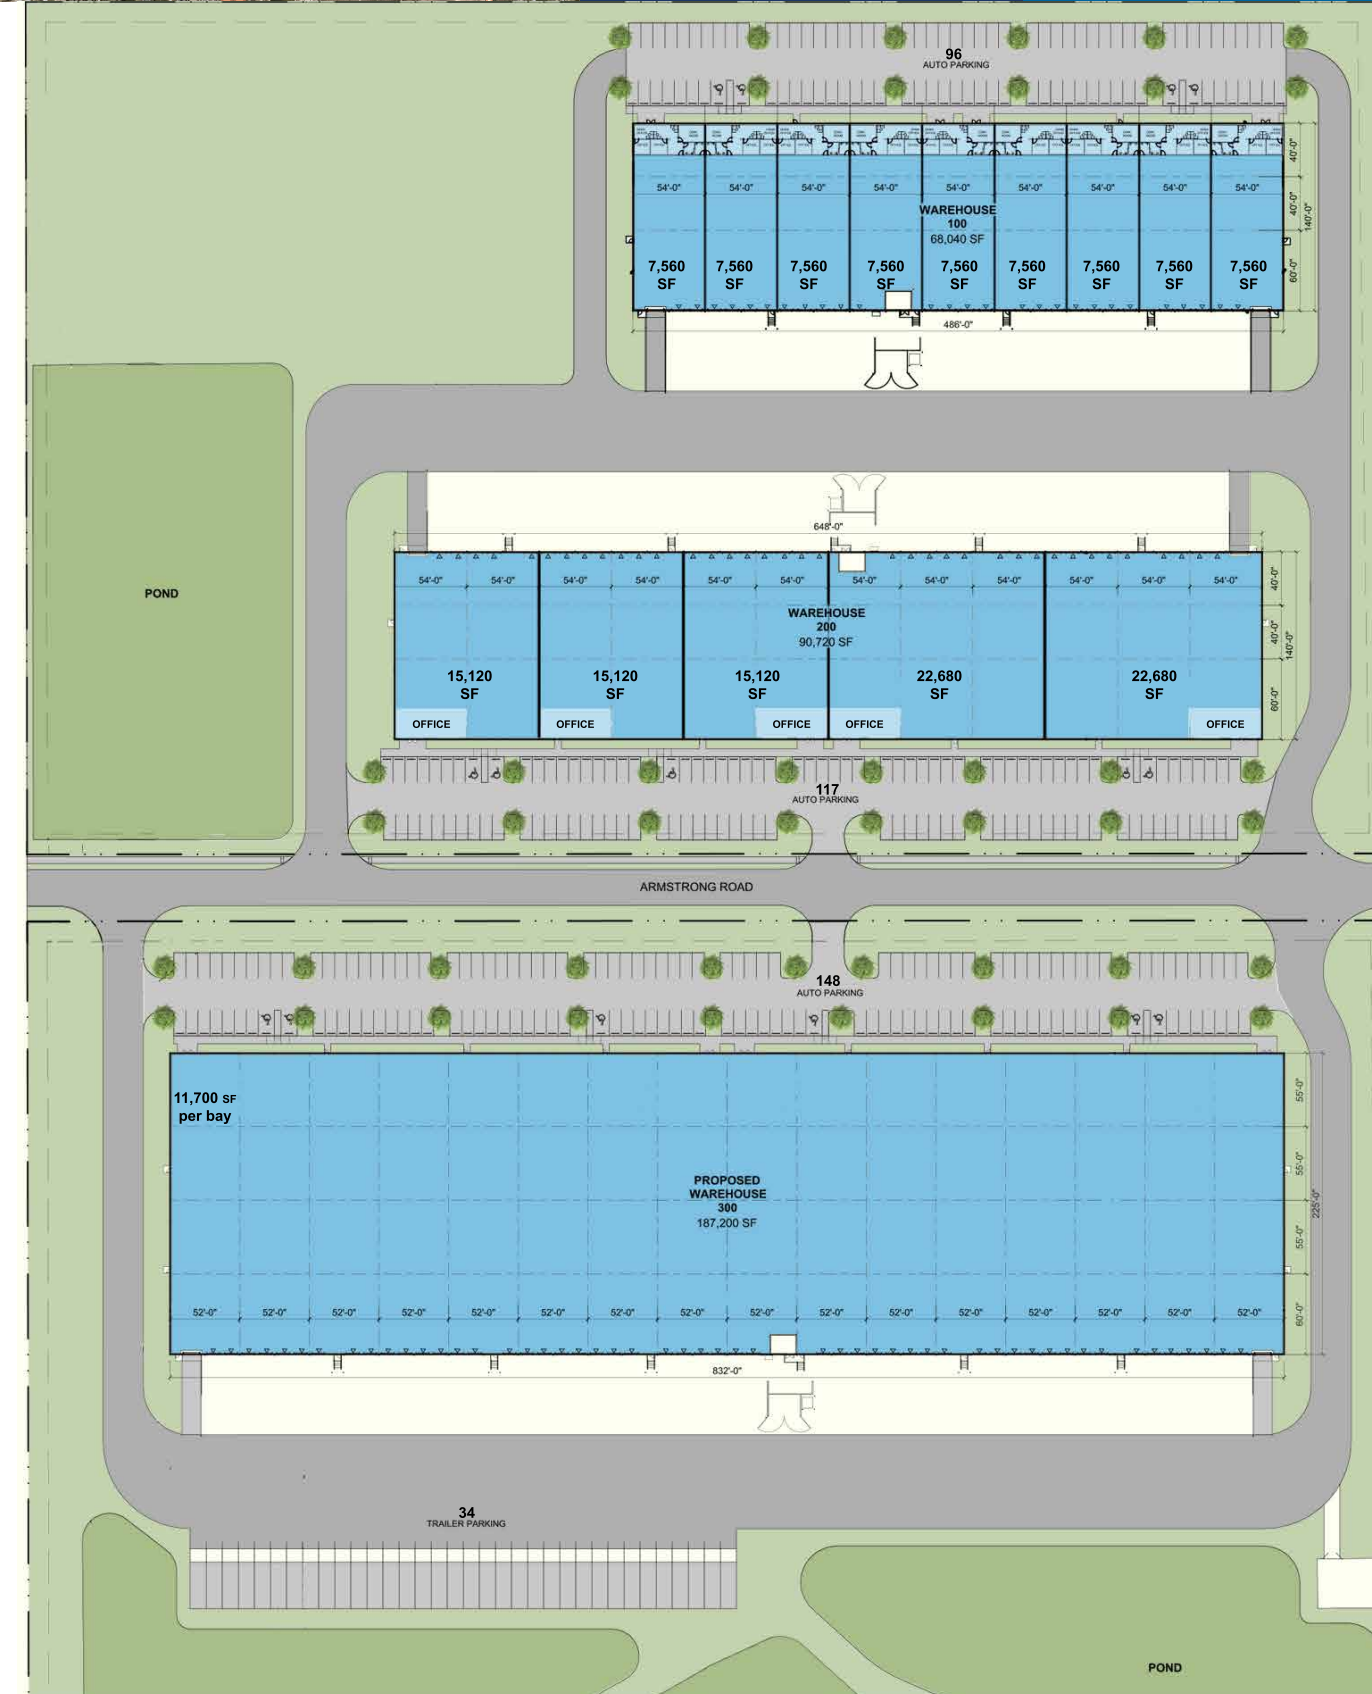 96
AUTO PARKING
54'-0" 54'-0" 54'-0" 54'-0" 54'-0" 54'-0" 54'-0" 54'-0" 54'-0"
40'-0"
40'-0"
60'-0"
140'-0"
WAREHOUSE
100
68,040 SF
7,560 7,560 7,560 7,560 7,560 7,560 7,560 7,560 7,560
SF SF SF SF SF SF SF SF SF
486'-0"
648'-0"
54'-0" 54'-0" 54'-0" 54'-0" 54'-0" 54'-0" 54'-0" 54'-0" 54'-0" 54'-0" 54'-0" 54'-0"
40'-0"
40'-0"
60'-0"
140'-0"
POND
WAREHOUSE
200
90,720 SF
15,120 15,120 15,120 22,680 22,680
SF SF SF SF SF
OFFICE OFFICE OFFICE OFFICE OFFICE
117
AUTO PARKING
ARMSTRONG ROAD
148
AUTO PARKING
11,700 SF
per bay
55'-0"
55'-0"
55'-0"
60'-0"
225'-0"
PROPOSED
WAREHOUSE
300
187,200 SF
52'-0" 52'-0" 52'-0" 52'-0" 52'-0" 52'-0" 52'-0" 52'-0" 52'-0" 52'-0" 52'-0" 52'-0" 52'-0" 52'-0" 52'-0" 52'-0"
832'-0"
34
TRAILER PARKING
POND